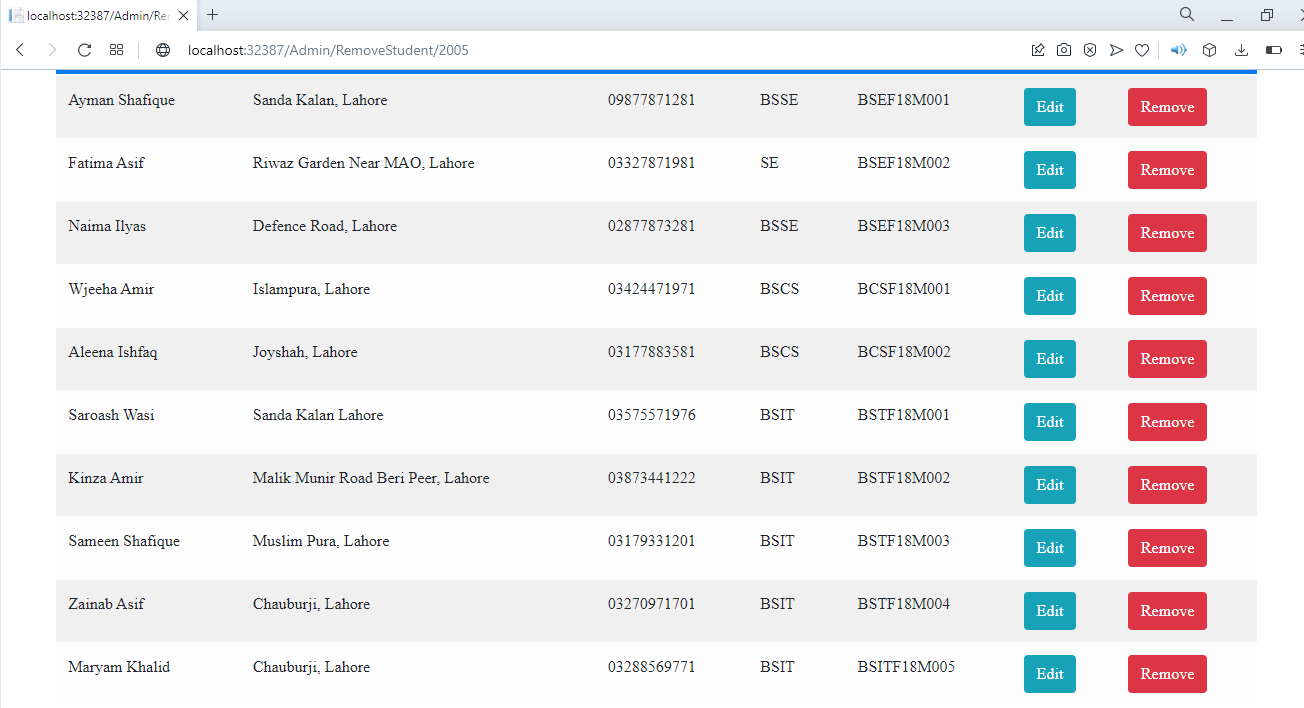 localhost:32387/Admin/Re
localhost:32387/Admin/RemoveStudent/2005
Ayman Shafique Sanda Kalan, Lahore 09877871281 BSSE BSEF18M001 Edit Remove
Fatima Asif Riwaz Garden Near MAO, Lahore 03327871981 SE BSEF18M002 Edit Remove
Naima Ilyas Defence Road, Lahore 02877873281 BSSE BSEF18M003 Edit Remove
Wjeeha Amir Islampura, Lahore 03424471971 BSCS BCSF18M001 Edit Remove
Aleena Ishfaq Joyshah, Lahore 03177883581 BSCS BCSF18M002 Edit Remove
Saroash Wasi Sanda Kalan Lahore 03575571976 BSIT BSTF18M001 Edit Remove
Kinza Amir Malik Munir Road Beri Peer, Lahore 03873441222 BSIT BSTF18M002 Edit Remove
Sameen Shafique Muslim Pura, Lahore 03179331201 BSIT BSTF18M003 Edit Remove
Zainab Asif Chauburji, Lahore 03270971701 BSIT BSTF18M004 Edit Remove
Maryam Khalid Chauburji, Lahore 03288569771 BSIT BSITF18M005 Edit Remove